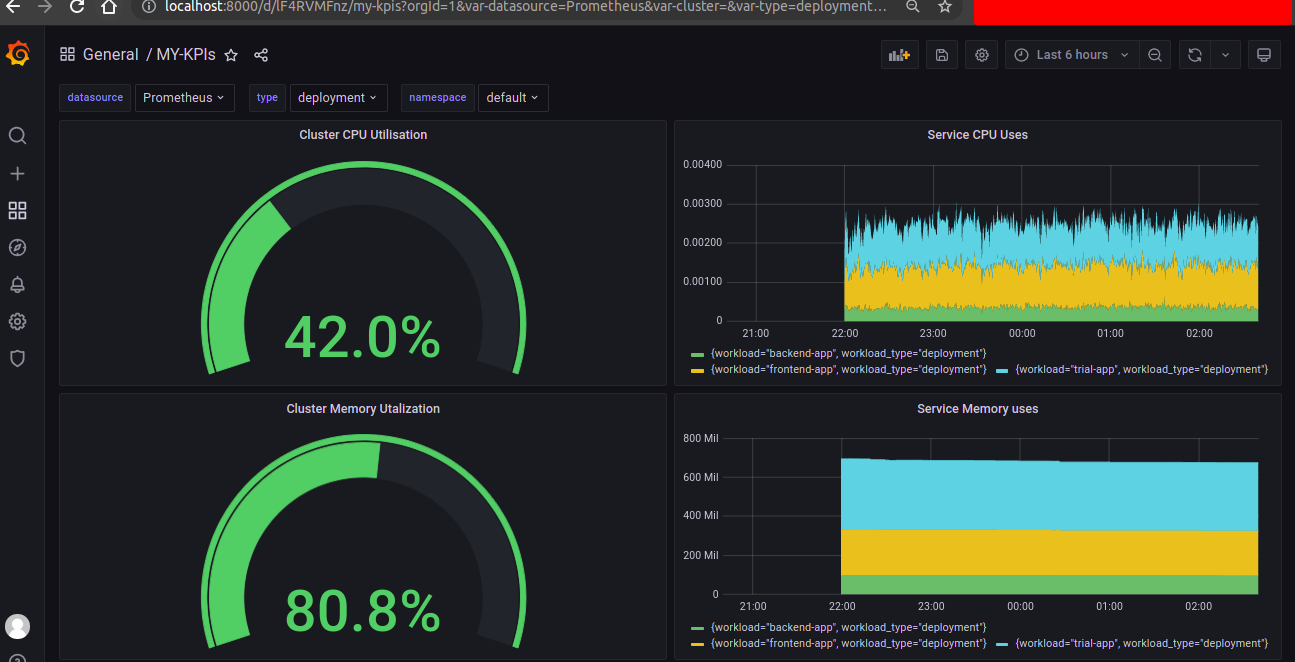 localhost:8000/d/lF4RVMFnz/my-kpis?orgId=1&var-datasource=Prometheus&var-cluster=&var-type=deployment...
General / MY-KPIs
Last 6 hours
datasource Prometheus type deployment namespace default
Cluster CPU Utilisation
42.0%
Service CPU Uses
0.00400
0.00300
0.00200
0.00100
0
21:00 22:00 23:00 00:00 01:00 02:00
{workload="backend-app", workload_type="deployment"}
{workload="frontend-app", workload_type="deployment"} {workload="trial-app", workload_type="deployment"}
Cluster Memory Utalization
80.8%
Service Memory uses
800 Mil
600 Mil
400 Mil
200 Mil
0
21:00 22:00 23:00 00:00 01:00 02:00
{workload="backend-app", workload_type="deployment"}
{workload="frontend-app", workload_type="deployment"} {workload="trial-app", workload_type="deployment"}